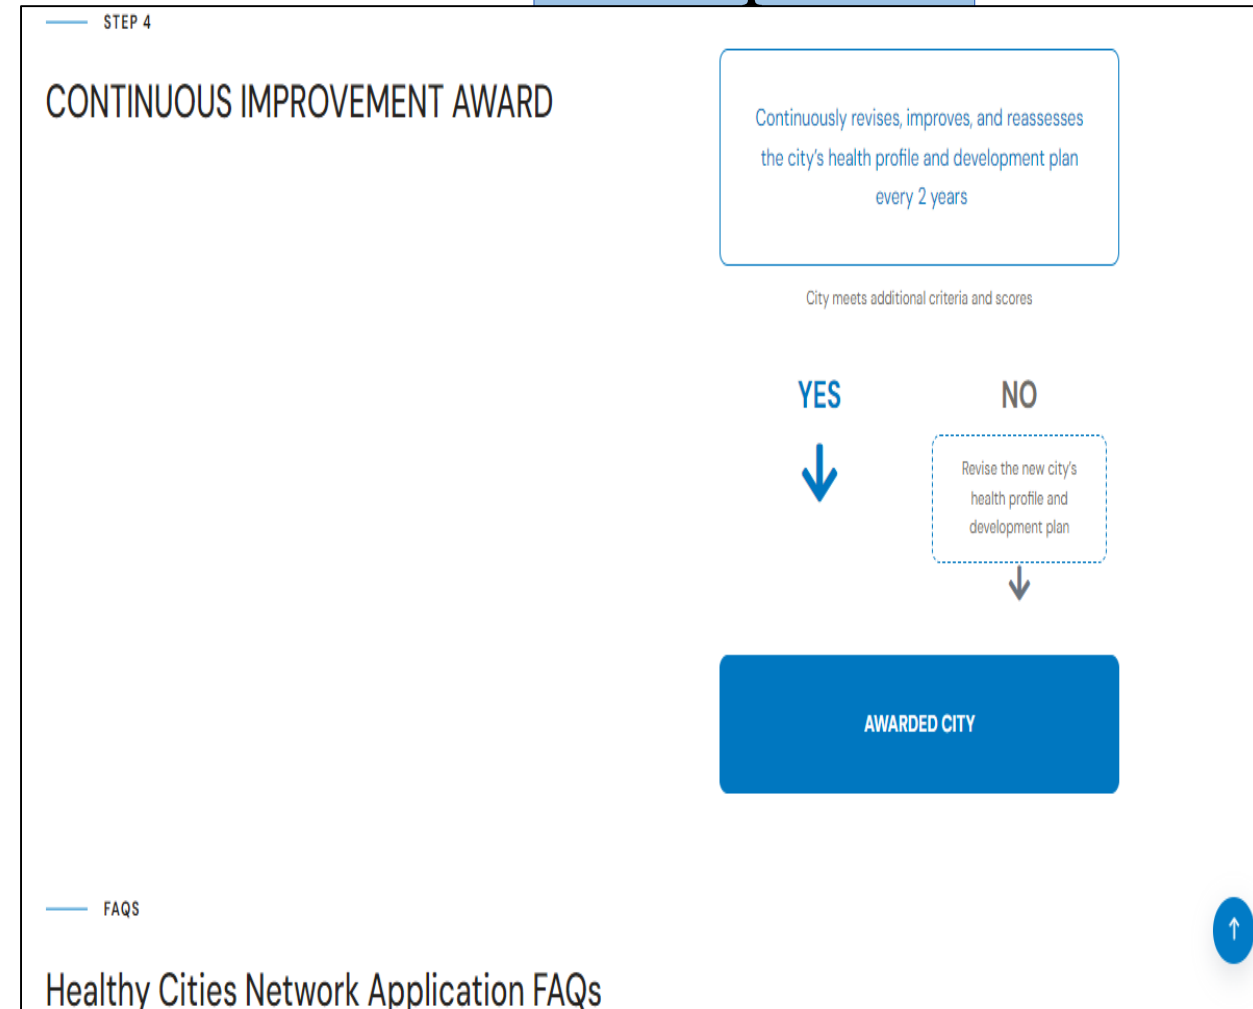 STEP 4
CONTINUOUS IMPROVEMENT AWARD
Continuously revises, improves, and reassesses
the city's health profile and development plan
every 2 years
City meets additional criteria and scores
YES
NO
Revise the new city's
health profile and
development plan
AWARDED CITY
FAQS
Healthy Cities Network Application FAQs